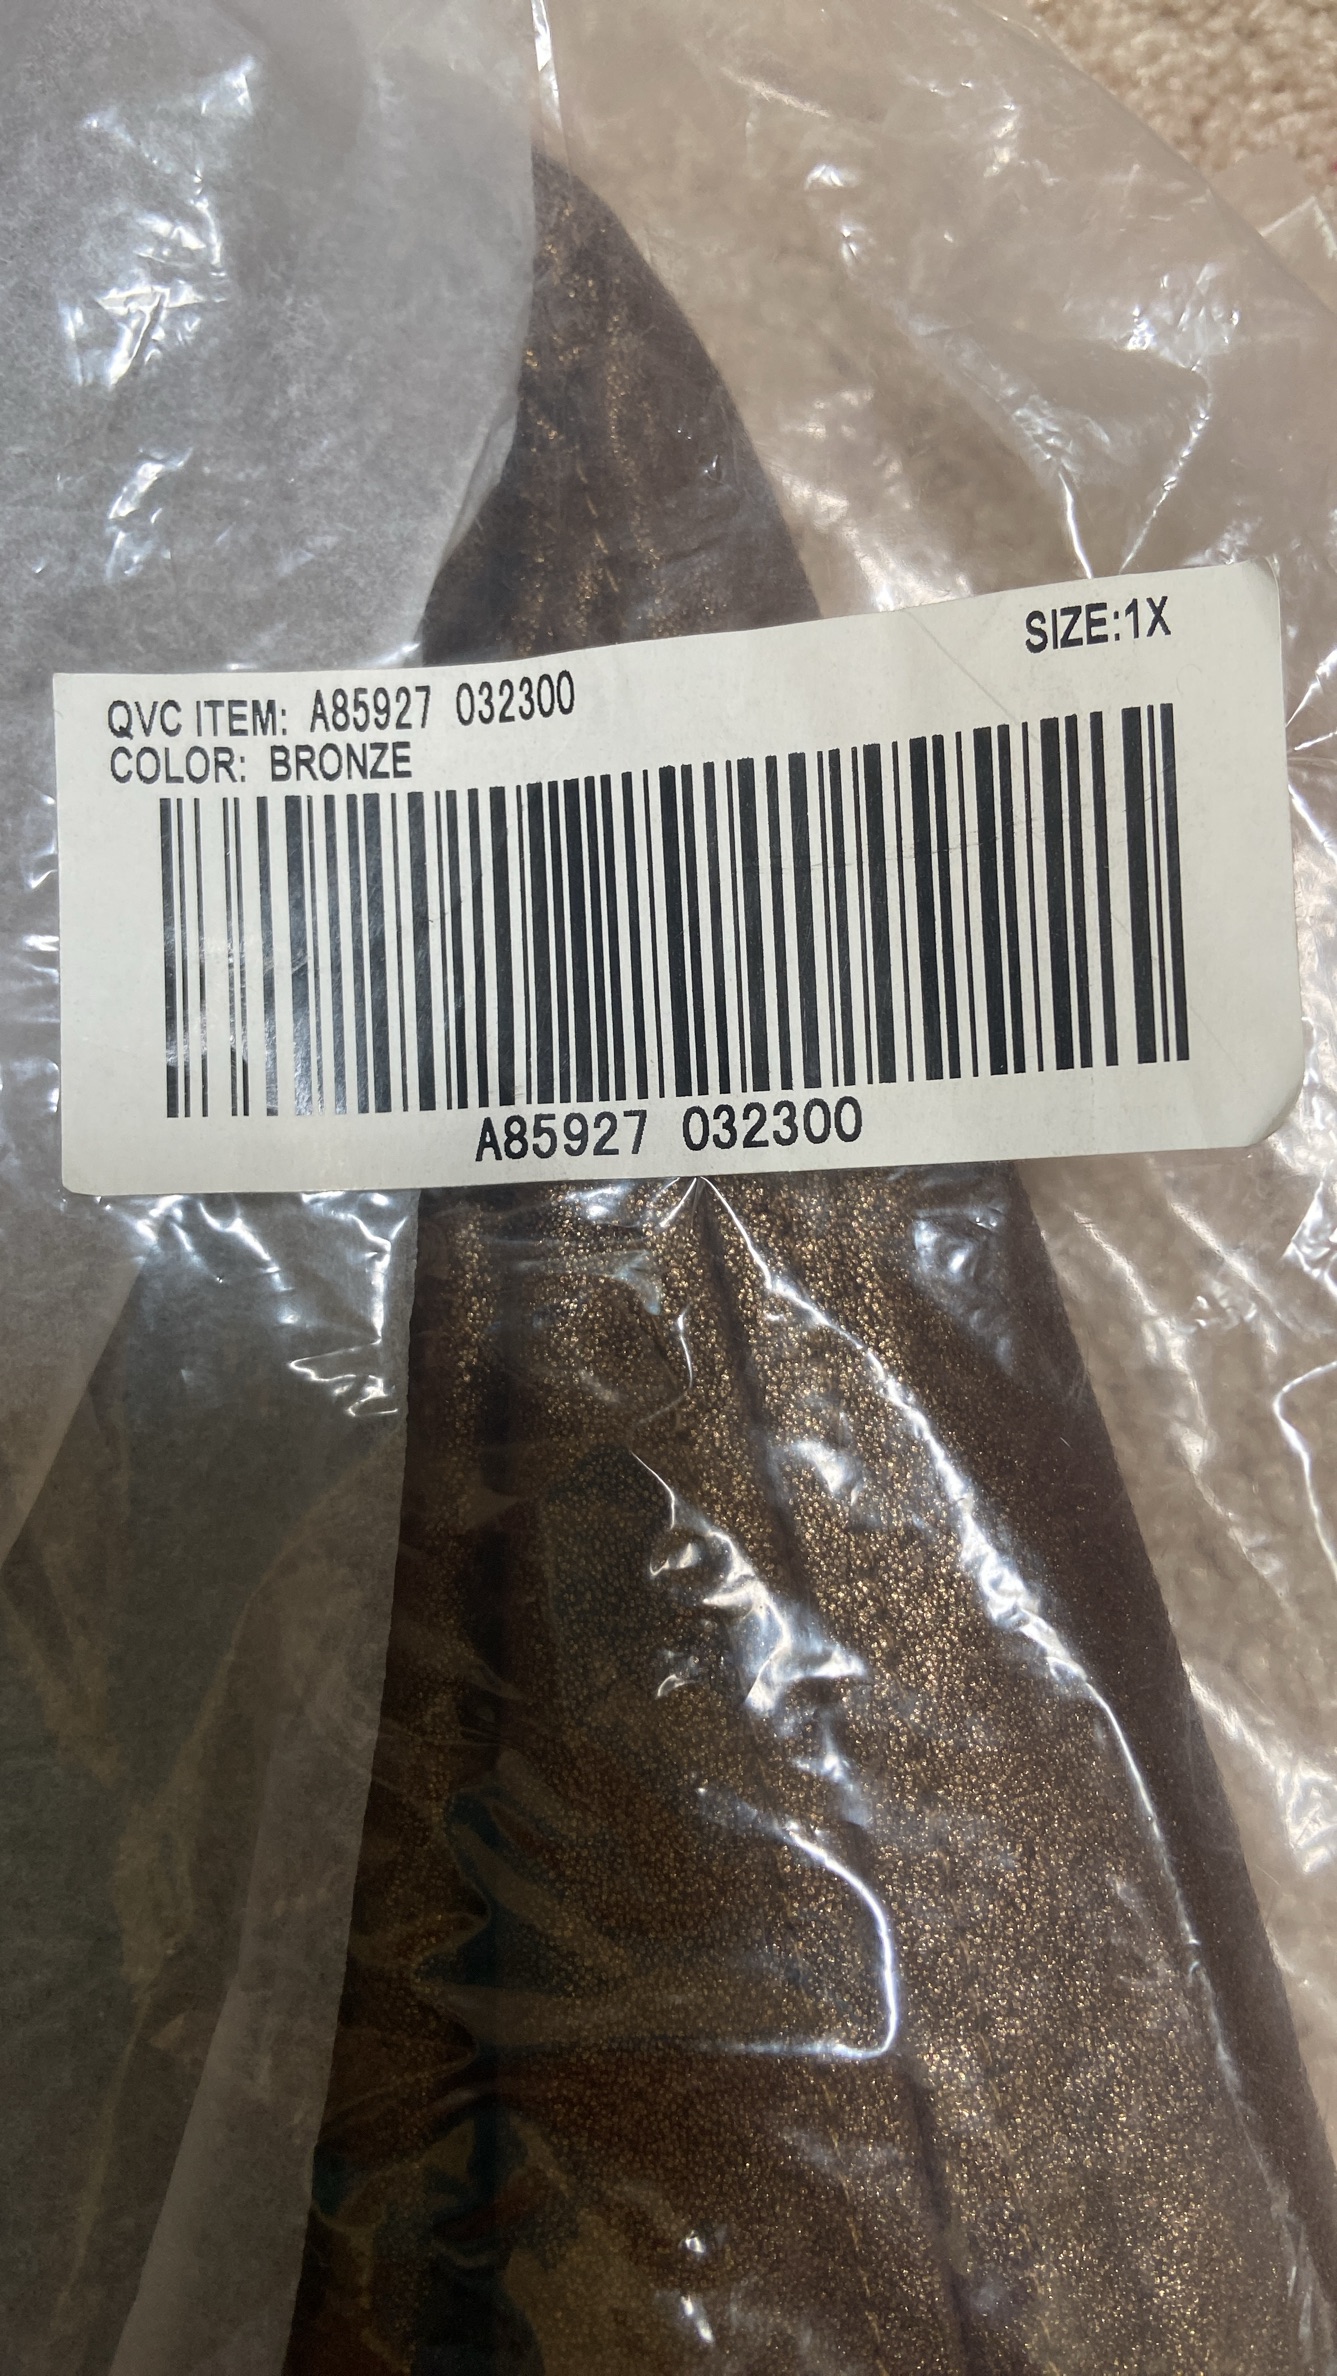 SIZE:1X
QVC ITEM: A85927 032300
COLOR: BRONZE
A85927 032300